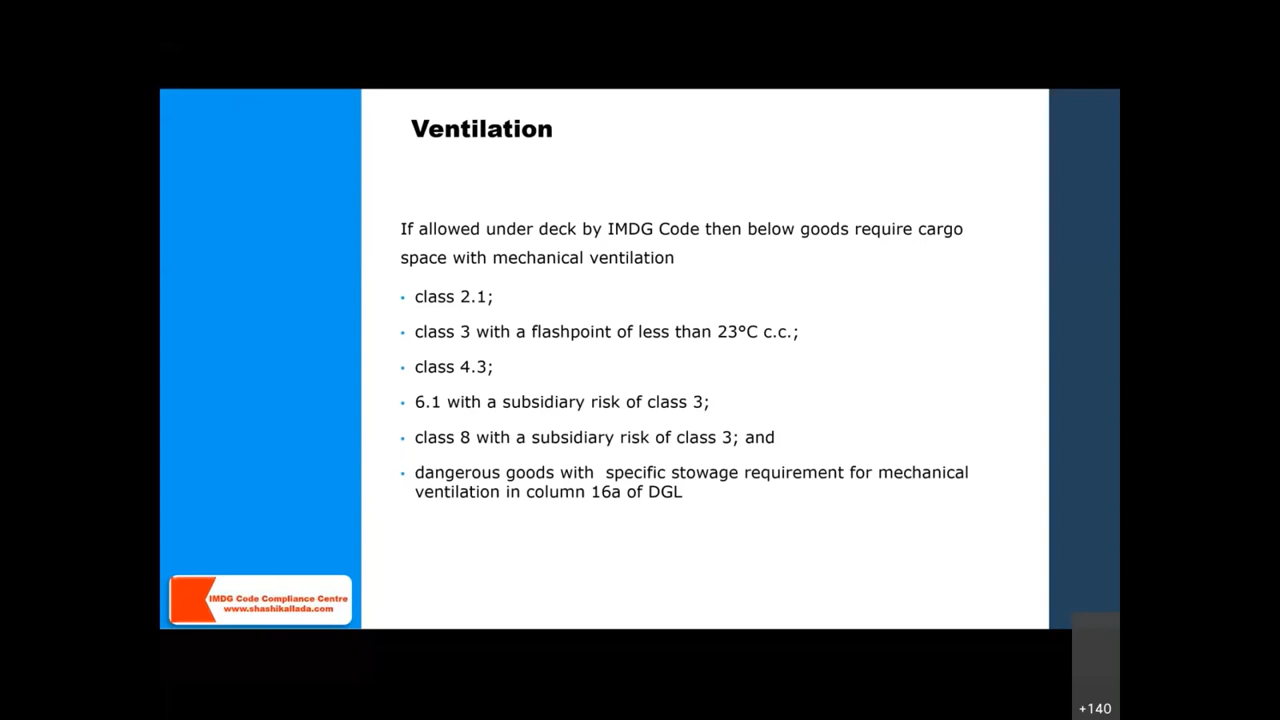 Ventilation
If allowed under deck by IMDG Code then below goods require cargo
space with mechanical ventilation
• class 2.1;
• class 3 with a flashpoint of less than 23°C c.c.;
• class 4.3;
• 6.1 with a subsidiary risk of class 3;
• class 8 with a subsidiary risk of class 3; and
• dangerous goods with  specific stowage requirement for mechanical
ventilation in column 16a of DGL
IMDG Code Compliance Centre
www.shashikallada.com
+140